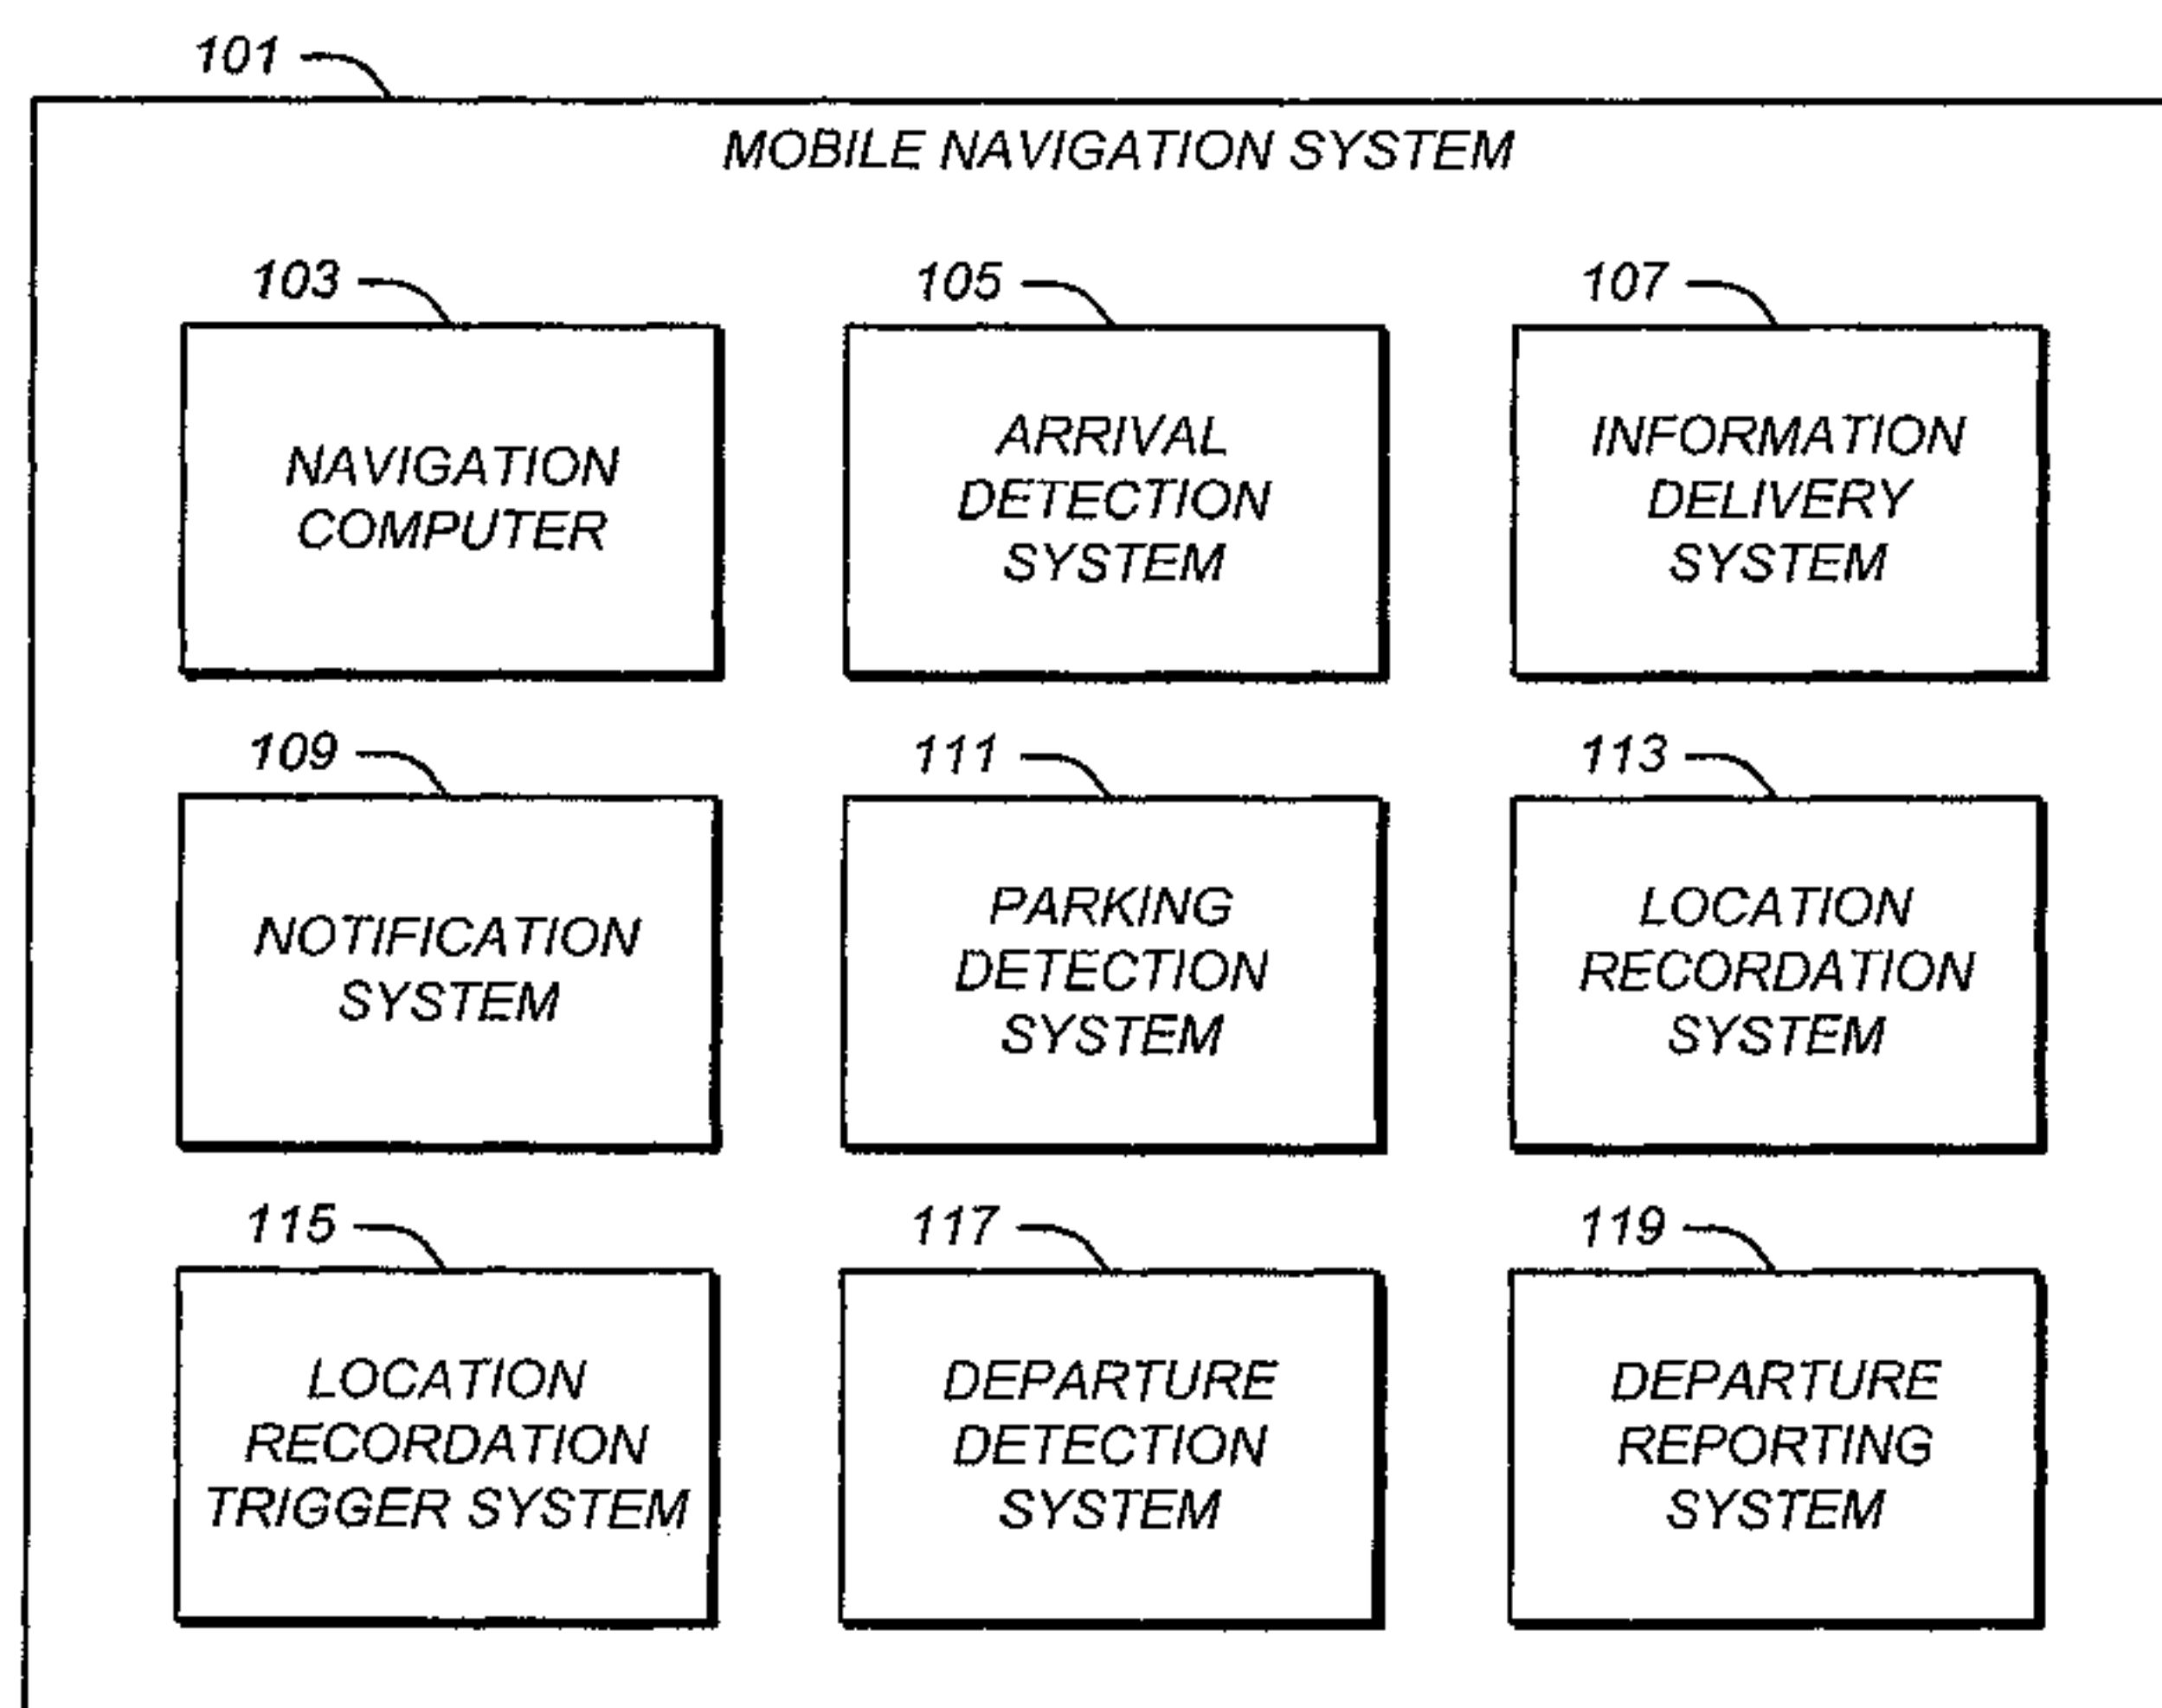 101
MOBILE NAVIGATION SYSTEM
103
105
107
NAVIGATION
COMPUTER
ARRIVAL
DETECTION
SYSTEM
INFORMATION
DELIVERY
SYSTEM
109
111
113
NOTIFICATION
SYSTEM
PARKING
DETECTION
SYSTEM
LOCATION
RECORDATION
SYSTEM
115
117
119
LOCATION
RECORDATION
TRIGGER SYSTEM
DEPARTURE
DETECTION
SYSTEM
DEPARTURE
REPORTING
SYSTEM